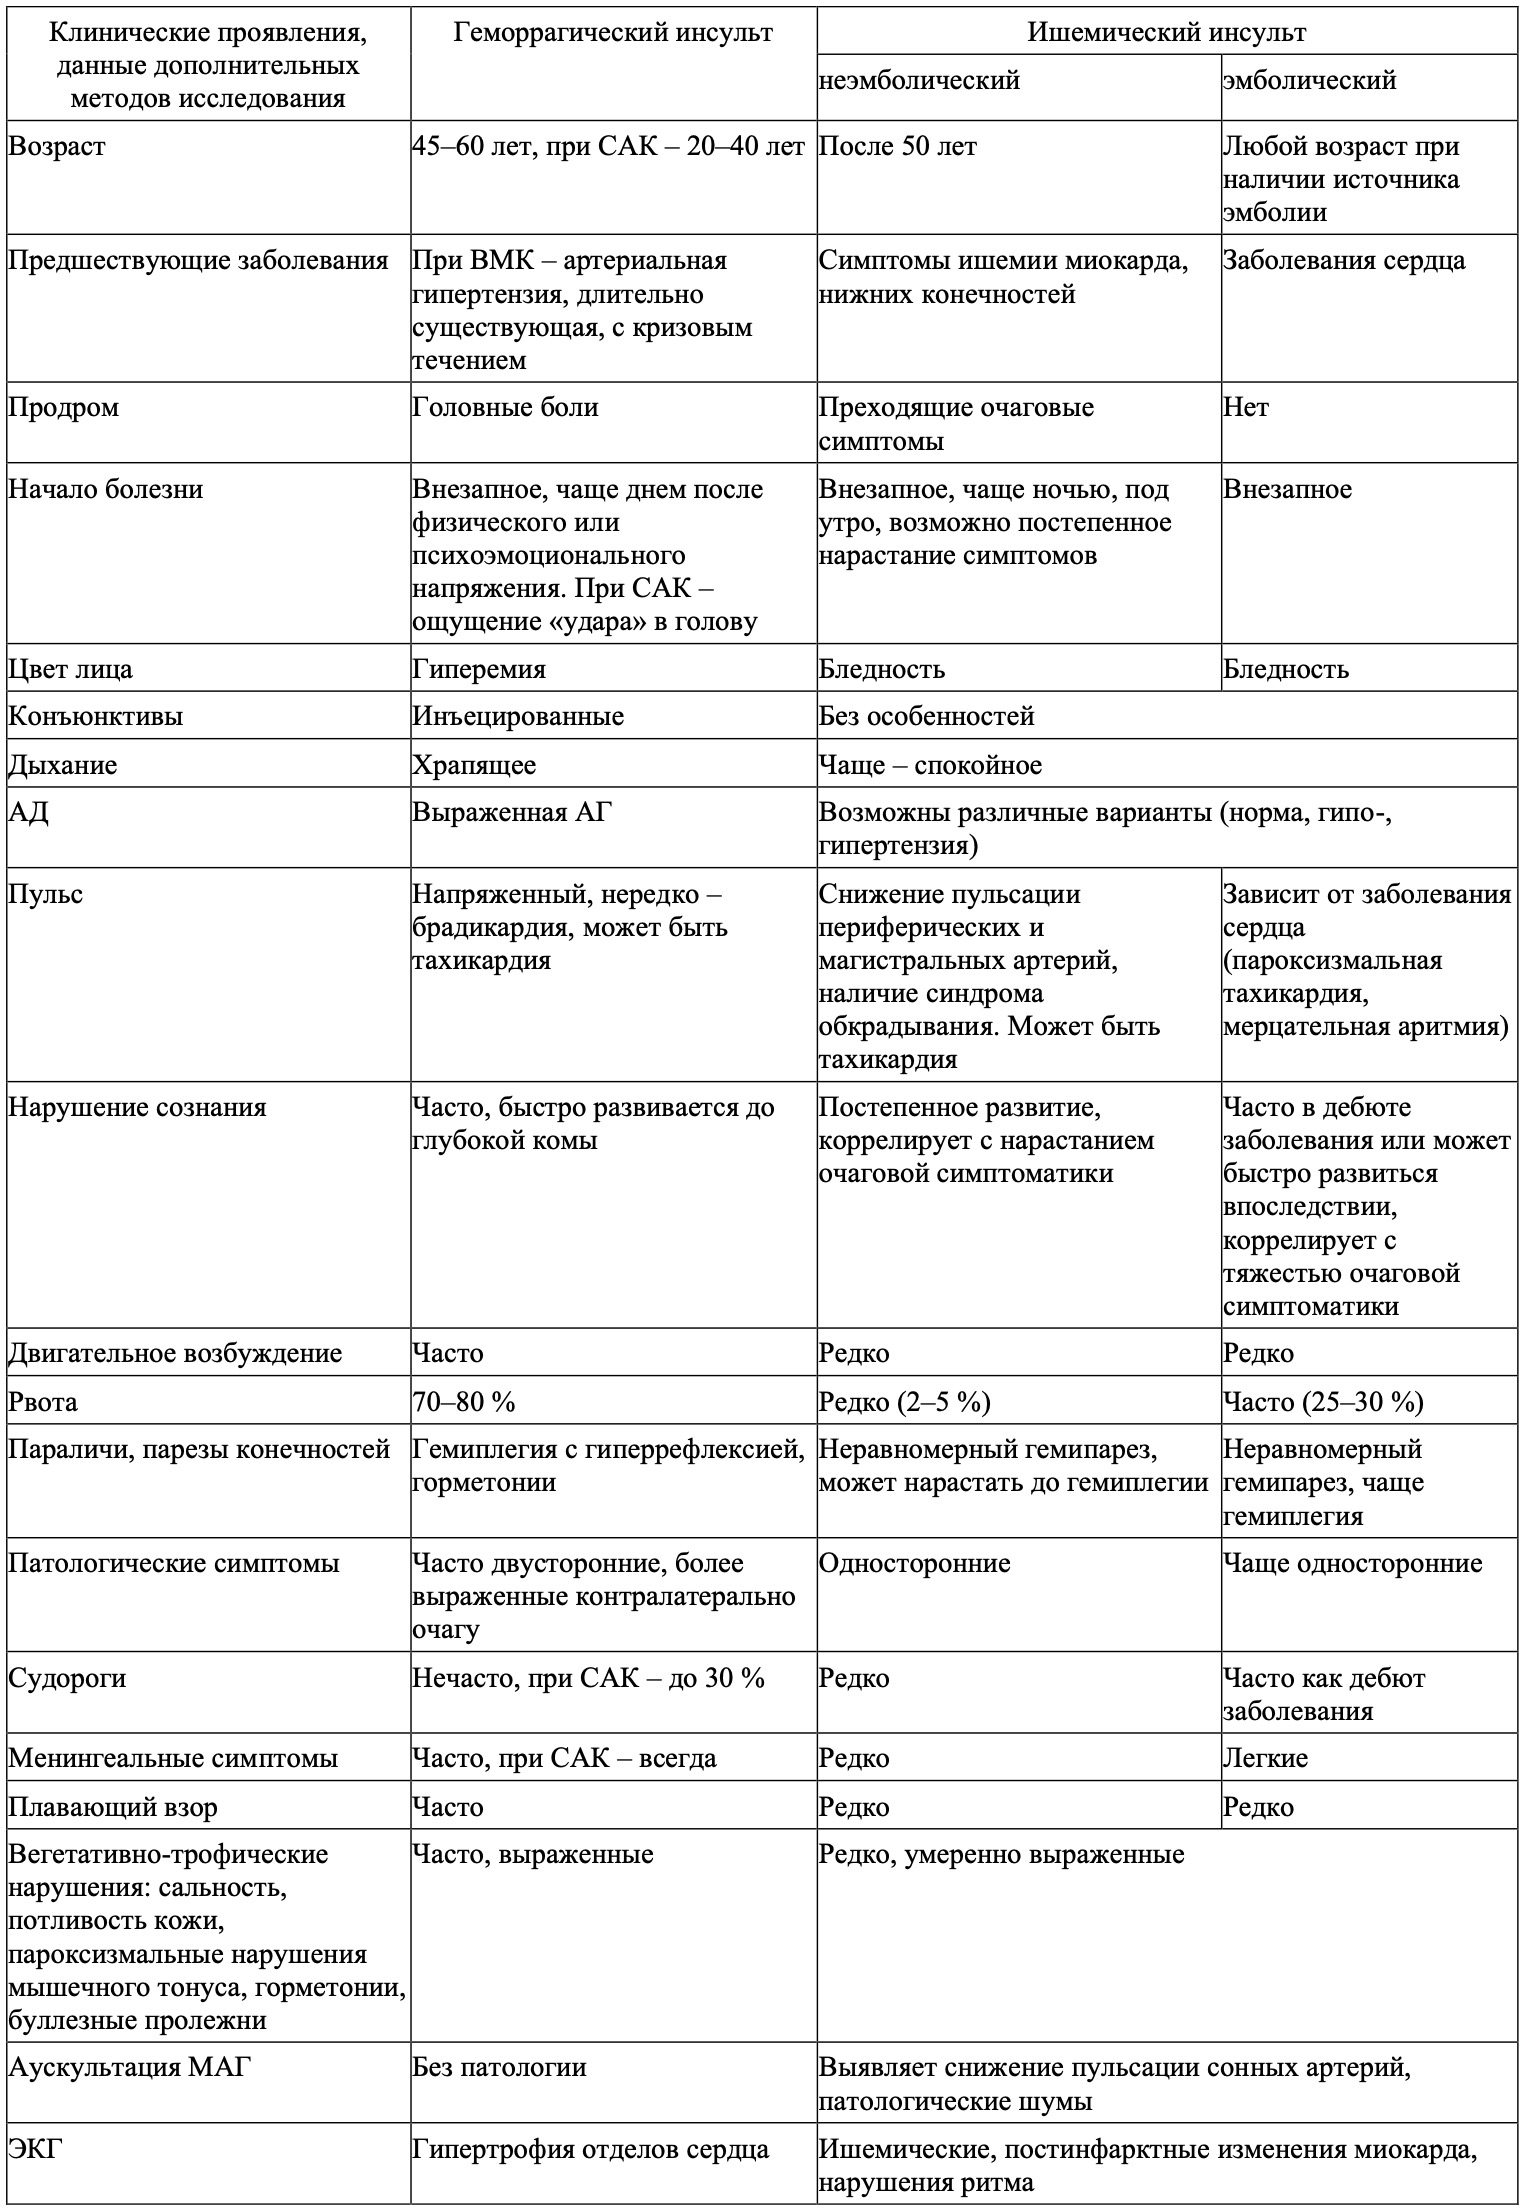 Клинические проявления,
данные дополнительных
методов исследования
Геморрагический инсульт
Ишемический инсульт
неэмболический
эмболический
Возраст
45–60 лет, при САК – 20–40 лет
После 50 лет
Любой возраст при
наличии источника
эмболии
Предшествующие заболевания
При ВМК – артериальная
гипертензия, длительно
существующая, с кризовым
течением
Симптомы ишемии миокарда,
нижних конечностей
Заболевания сердца
Продром
Головные боли
Преходящие очаговые
симптомы
Нет
Начало болезни
Внезапное, чаще днем после
физического или
психоэмоционального
напряжения. При САК –
ощущение «удара» в голову
Внезапное, чаще ночью, под
утро, возможно постепенное
нарастание симптомов
Внезапное
Цвет лица
Гиперемия
Бледность
Бледность
Конъюнктивы
Инъецированные
Без особенностей
Дыхание
Храпящее
Чаще – спокойное
АД
Выраженная АГ
Возможны различные варианты (норма, гипо-,
гипертензия)
Пульс
Напряженный, нередко –
брадикардия, может быть
тахикардия
Снижение пульсации
периферических и
магистральных артерий,
наличие синдрома
обкрадывания. Может быть
тахикардия
Зависит от заболевания
сердца
(пароксизмальная
тахикардия,
мерцательная аритмия)
Нарушение сознания
Часто, быстро развивается до
глубокой комы
Постепенное развитие,
коррелирует с нарастанием
очаговой симптоматики
Часто в дебюте
заболевания или может
быстро развиться
впоследствии,
коррелирует с
тяжестью очаговой
симптоматики
Двигательное возбуждение
Часто
Редко
Редко
Рвота
70–80 %
Редко (2–5 %)
Часто (25–30 %)
Параличи, парезы конечностей
Гемиплегия с гиперрефлексией,
горметонии
Неравномерный гемипарез,
может нарастать до гемиплегии
Неравномерный
гемипарез, чаще
гемиплегия
Патологические симптомы
Часто двусторонние, более
выраженные контралатерально
очагу
Односторонние
Чаще односторонние
Судороги
Нечасто, при САК – до 30 %
Редко
Часто как дебют
заболевания
Менингеальные симптомы
Часто, при САК – всегда
Редко
Легкие
Плавающий взор
Часто
Редко
Редко
Вегетативно-трофические
нарушения: сальность,
потливость кожи,
пароксизмальные нарушения
мышечного тонуса, горметонии,
буллезные пролежни
Часто, выраженные
Редко, умеренно выраженные
Аускультация МАГ
Без патологии
Выявляет снижение пульсации сонных артерий,
патологические шумы
ЭКГ
Гипертрофия отделов сердца
Ишемические, постинфарктные изменения миокарда,
нарушения ритма